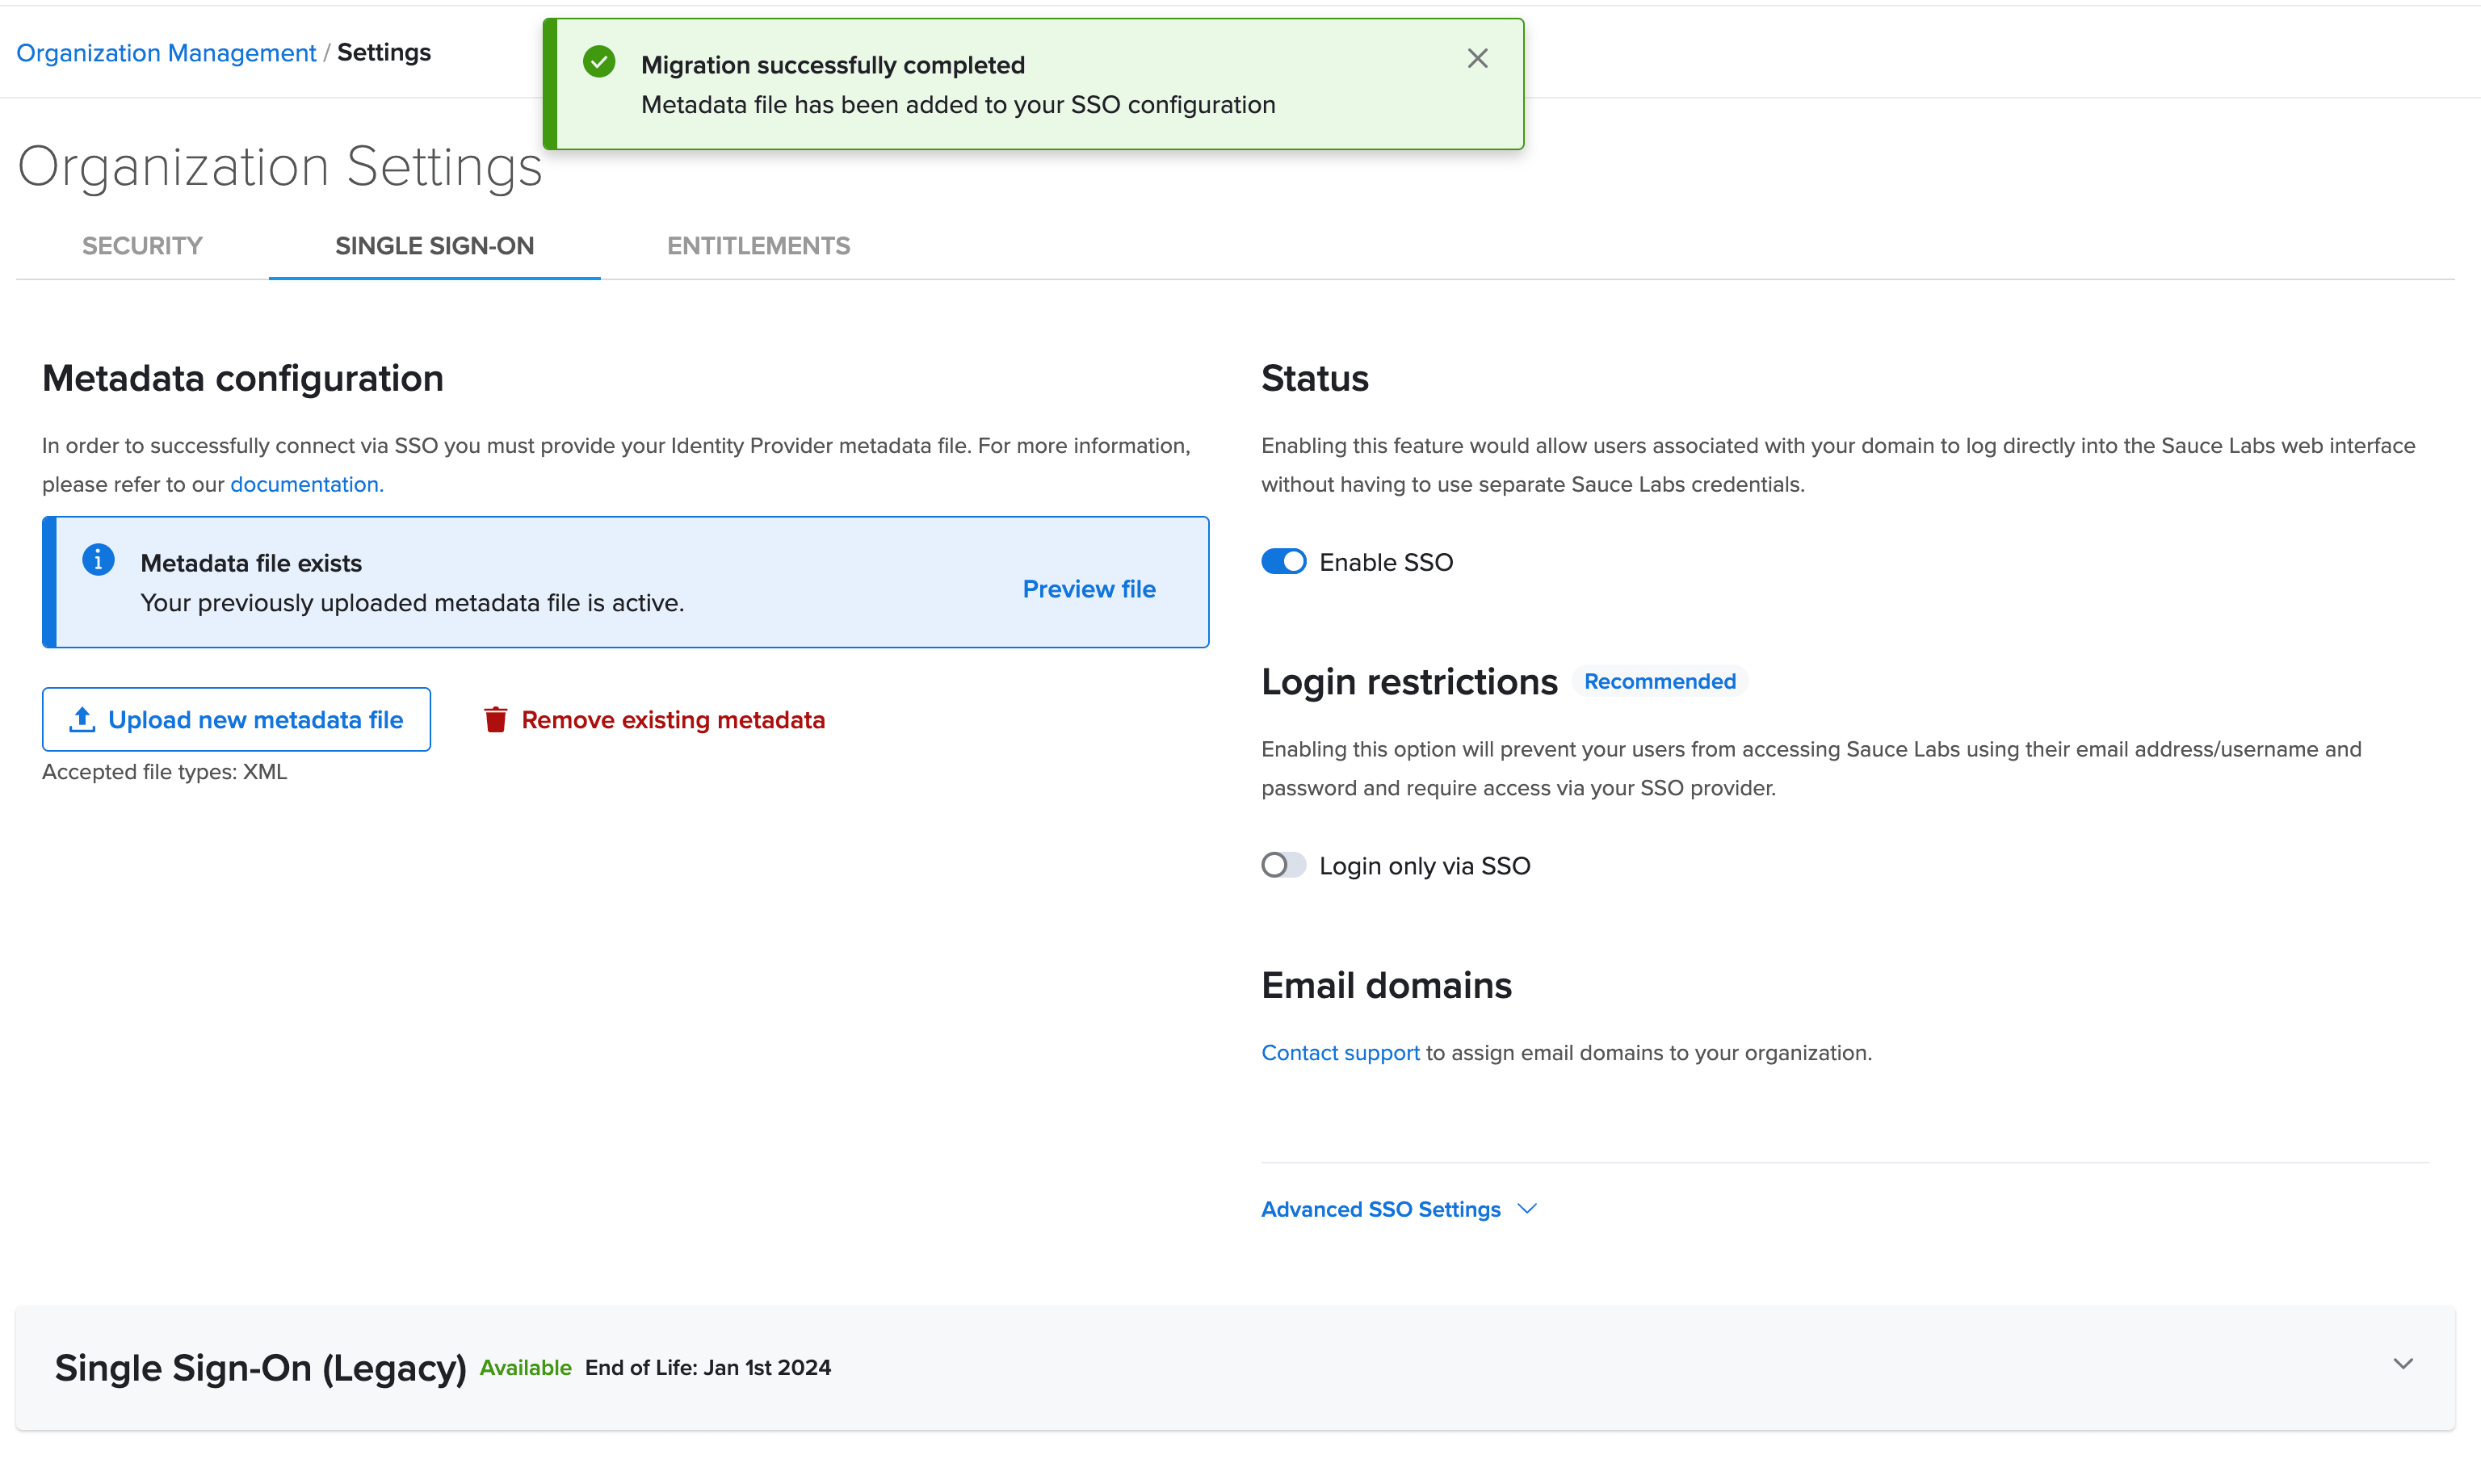 Organization Management / Settings
Migration successfully completed
Metadata file has been added to your SSO configuration
Organization Settings
SECURITY
SINGLE SIGN-ON
ENTITLEMENTS
Metadata configuration
In order to successfully connect via SSO you must provide your Identity Provider metadata file. For more information,
please refer to our documentation.
Metadata file exists
Your previously uploaded metadata file is active.
Preview file
Upload new metadata file
Remove existing metadata
Accepted file types: XML
Status
Enabling this feature would allow users associated with your domain to log directly into the Sauce Labs web interface
without having to use separate Sauce Labs credentials.
Enable SSO
Login restrictions Recommended
Enabling this option will prevent your users from accessing Sauce Labs using their email address/username and
password and require access via your SSO provider.
Login only via SSO
Email domains
Contact support to assign email domains to your organization.
Advanced SSO Settings
Single Sign-On (Legacy) Available End of Life: Jan 1st 2024